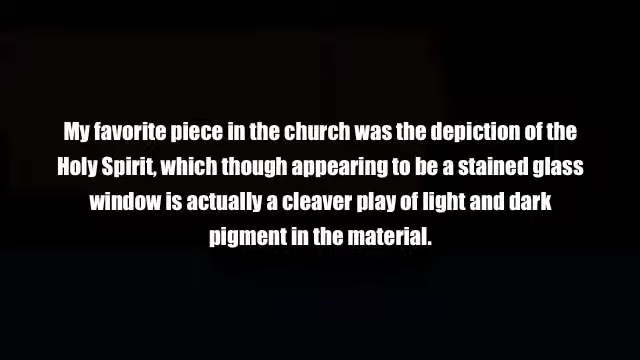 My favorite piece in the church was the depiction of the
Holy Spirit, which though appearing to be a stained glass
window is actually a cleaver play of light and dark
pigment in the material.